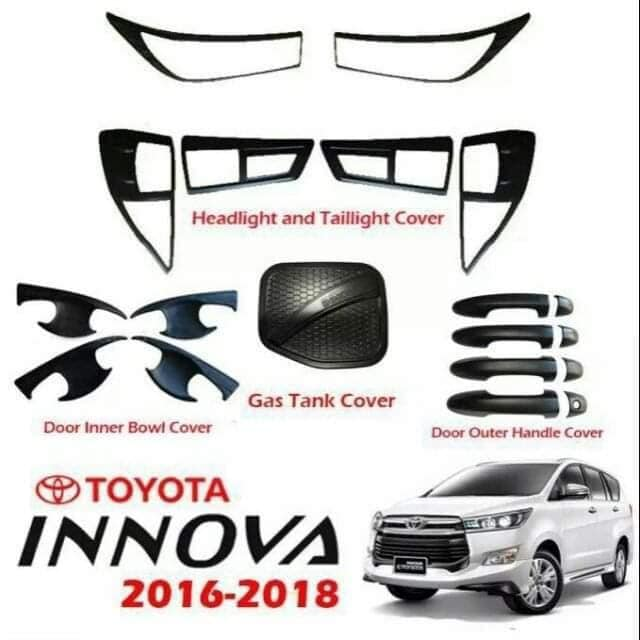 Headlight and Taillight Cover
Gas Tank Cover
Door Inner Bowl Cover
Door Outer Handle Cover
TOYOTA
INNOVA
2016-2018